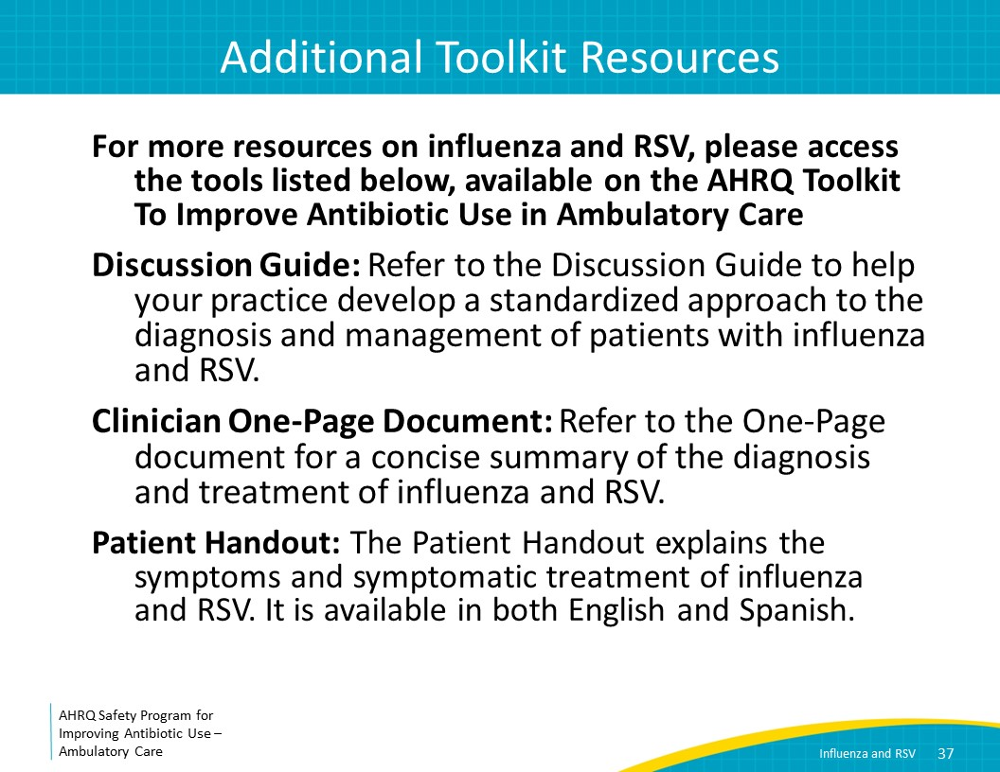 Additional Toolkit Resources
For more resources on influenza and RSV, please access
the tools listed below, available on the AHRQ Toolkit
To Improve Antibiotic Use in Ambulatory Care
Discussion Guide: Refer to the Discussion Guide to help
your practice develop a standardized approach to the
diagnosis and management of patients with influenza
and RSV.
Clinician One-Page Document: Refer to the One-Page
document for a concise summary of the diagnosis
and treatment of influenza and RSV.
Patient Handout: The Patient Handout explains the
symptoms and symptomatic treatment of influenza
and RSV. It is available in both English and Spanish.
AHRQ Safety Program for
Improving Antibiotic Use –
Ambulatory Care
Influenza and RSV 37